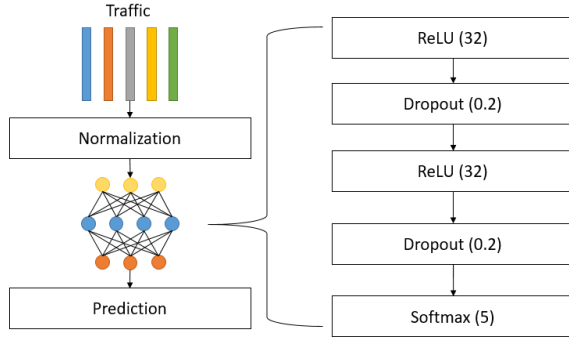 Traffic
Normalization
Prediction
ReLU (32)
Dropout (0.2)
ReLU (32)
Dropout (0.2)
Softmax (5)